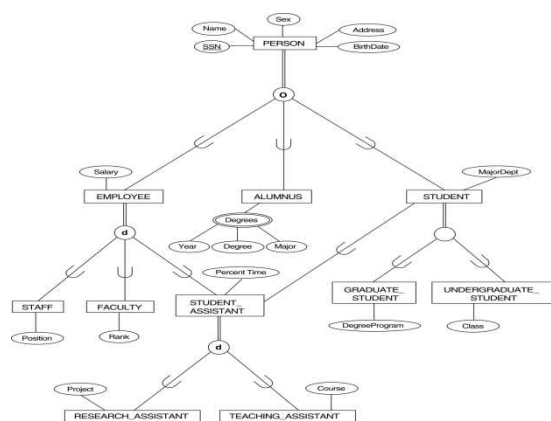 Sex
Name
Address
PERSON
SSN
BirthDate
O
Salary
MajorDept
EMPLOYEE
ALUMNUS
STUDENT
Degrees
d
Year
Degree
Major
Percent Time
STAFF
FACULTY
STUDENT_
ASSISTANT
GRADUATE_
STUDENT
UNDERGRADUATE_
STUDENT
Position
Rank
DegreeProgram
Class
d
Project
Course
RESEARCH_ASSISTANT
TEACHING_ASSISTANT